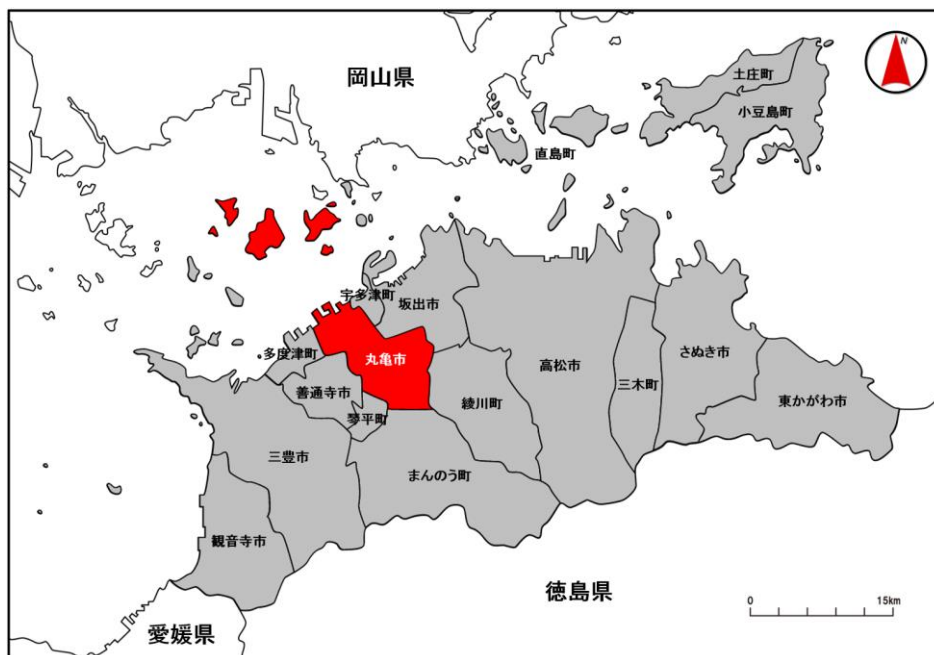 N
岡山県
土庄町
小豆島町
直島町
宇多津町
坂出市
多度津町
丸亀市
高松市
さぬき市
善通寺市
三木町
琴平町
綾川町
東かがわ市
三豊市
まんのう町
観音寺市
徳島県
愛媛県
0 15km